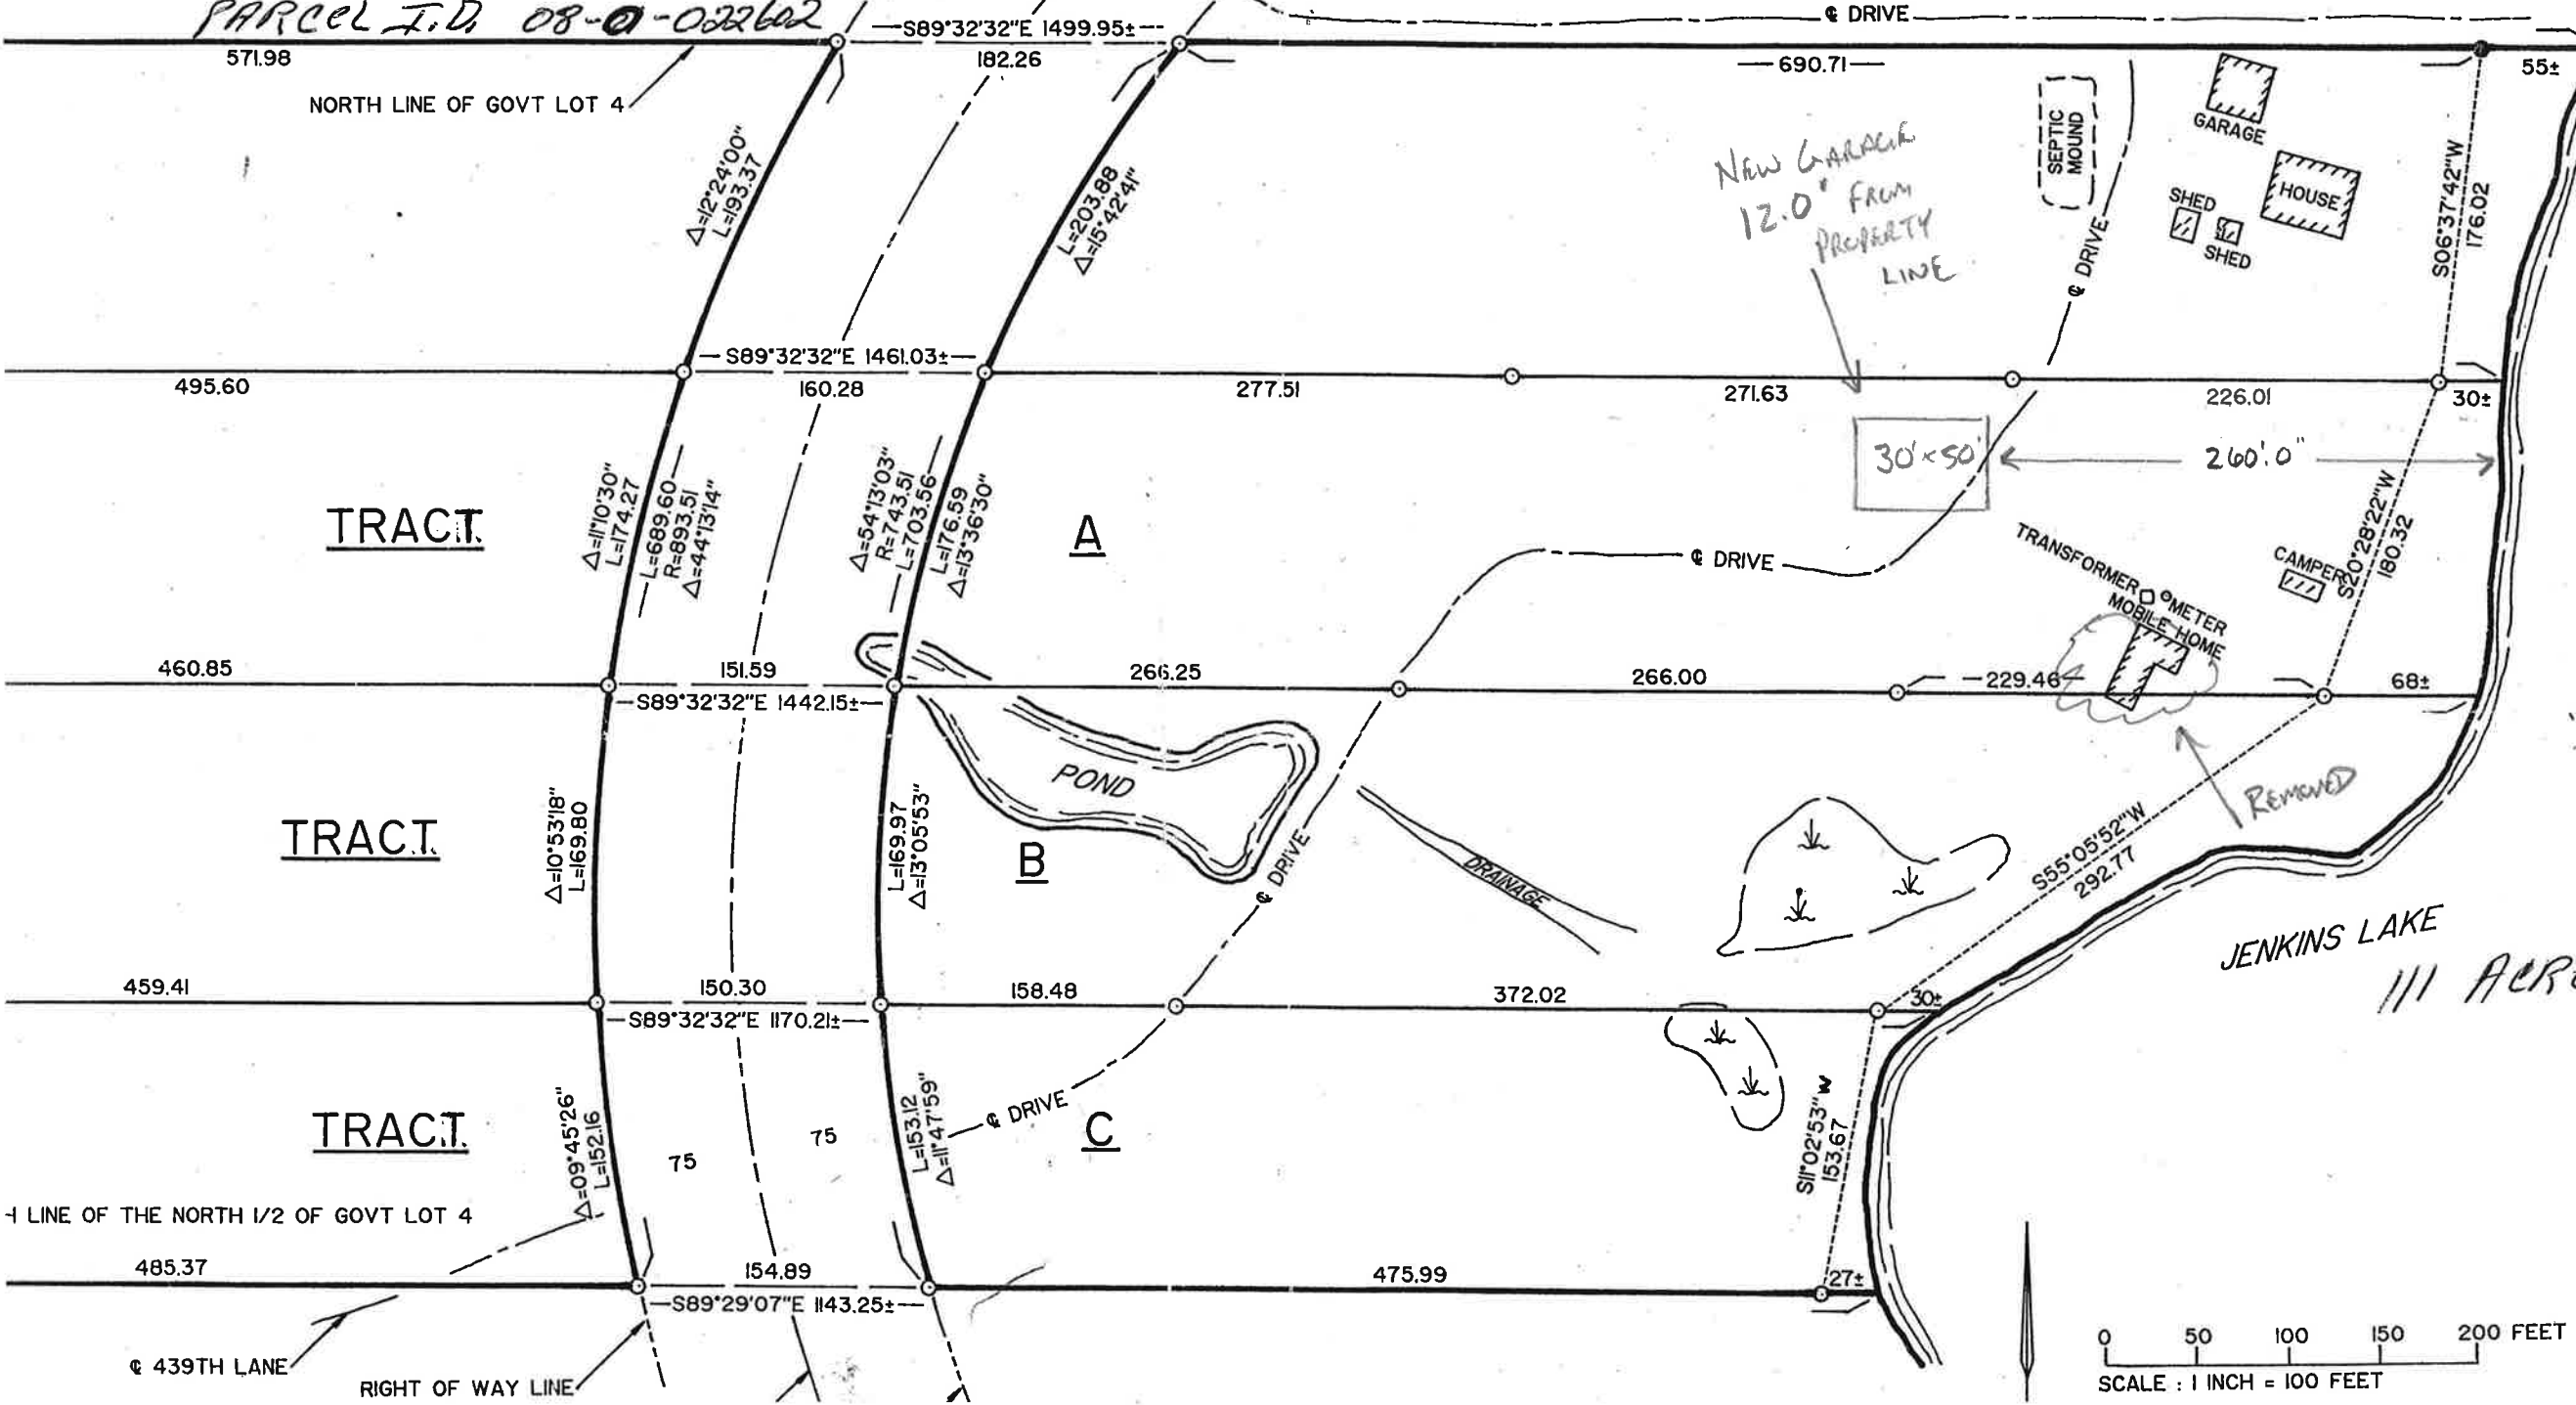 PARCEL I.D. 08-0-022602
S89°32'32"E 1499.95±
℄ DRIVE
571.98
182.26
690.71
55±
NORTH LINE OF GOVT LOT 4
Δ=12°24'00"
L=193.37
L=203.88
Δ=15°42'41"
NEW GARAGE
12.0' FROM
PROPERTY
LINE
SEPTIC
MOUND
GARAGE
HOUSE
SHED
SHED
℄ DRIVE
S06°37'42"W
176.02
S89°32'32"E 1461.03±
495.60
160.28
277.51
271.63
226.01
30±
30'×50'
260'.0"
TRACT
A
Δ=11°10'30"
L=174.27
L=689.60
R=893.51
Δ=44°13'14"
Δ=54°13'03"
R=743.51
L=703.56
L=176.59
Δ=13°36'30"
℄ DRIVE
TRANSFORMER
METER
MOBILE HOME
CAMPER
S20°28'22"W
180.32
460.85
151.59
266.25
266.00
229.46
68±
S89°32'32"E 1442.15±
POND
REMOVED
TRACT
B
Δ=10°53'18"
L=169.80
L=169.97
Δ=13°05'53"
℄ DRIVE
DRAINAGE
S55°05'52"W
292.77
JENKINS LAKE
111 ACR
459.41
150.30
158.48
372.02
30±
S89°32'32"E 1170.21±
TRACT
C
Δ=09°45'26"
L=152.16
75
75
L=153.12
Δ=11°47'59"
℄ DRIVE
S11°02'53"W
153.67
H LINE OF THE NORTH 1/2 OF GOVT LOT 4
485.37
154.89
475.99
27±
S89°29'07"E 1143.25±
℄ 439TH LANE
RIGHT OF WAY LINE
0 50 100 150 200 FEET
SCALE : 1 INCH = 100 FEET